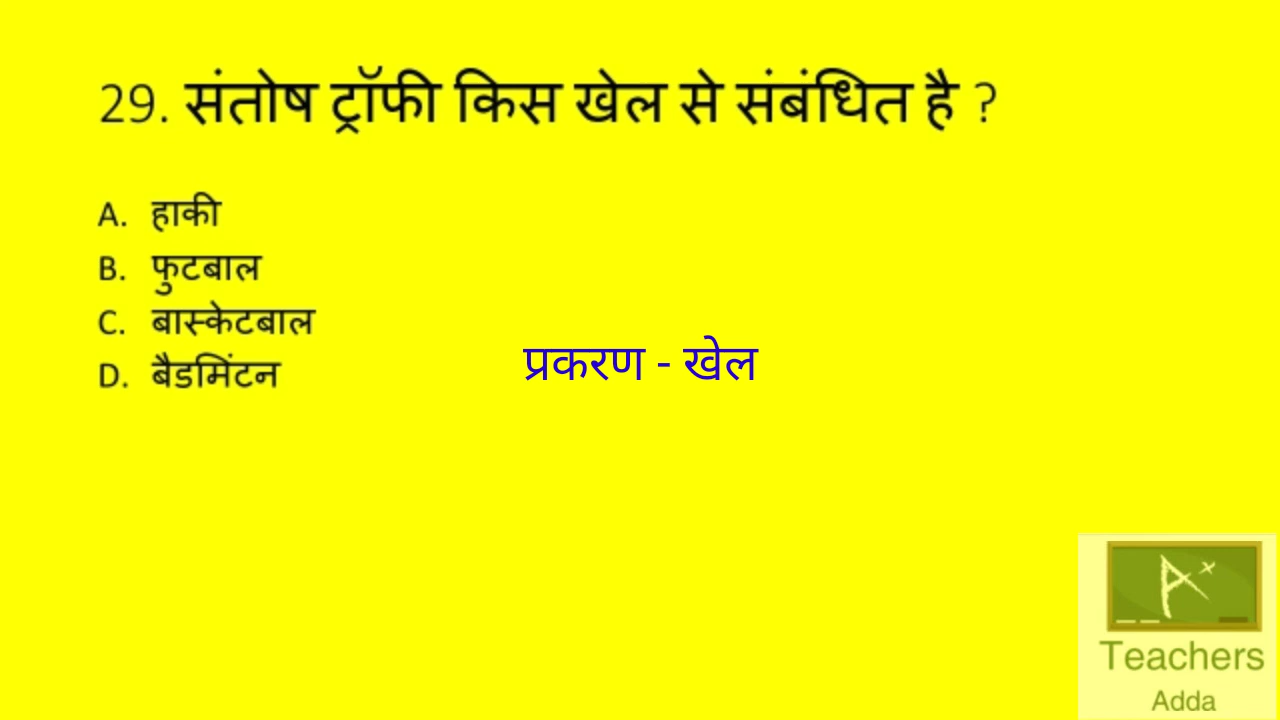 29. संतोष ट्रॉफी किस खेल से संबंधित है ?
A. हाकी
B. फुटबाल
C. बास्केटबाल
D. बैडमिंटन
प्रकरण - खेल
A+
Teachers
Adda